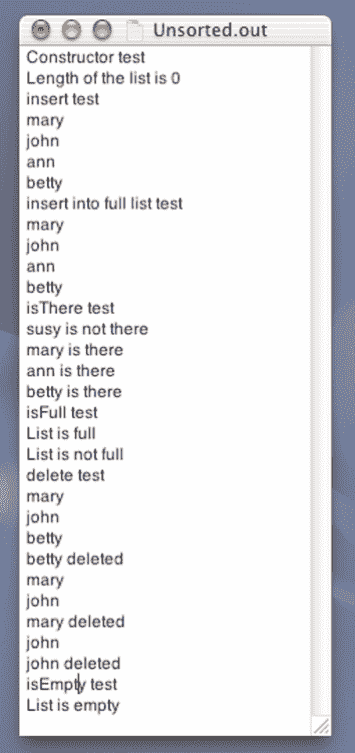 Unsorted.out
Constructor test
Length of the list is 0
insert test
mary
john
ann
betty
insert into full list test
mary
john
ann
betty
isThere test
susy is not there
mary is there
ann is there
betty is there
isFull test
List is full
List is not full
delete test
mary
john
betty
betty deleted
mary
john
mary deleted
john
john deleted
isEmpty test
List is empty